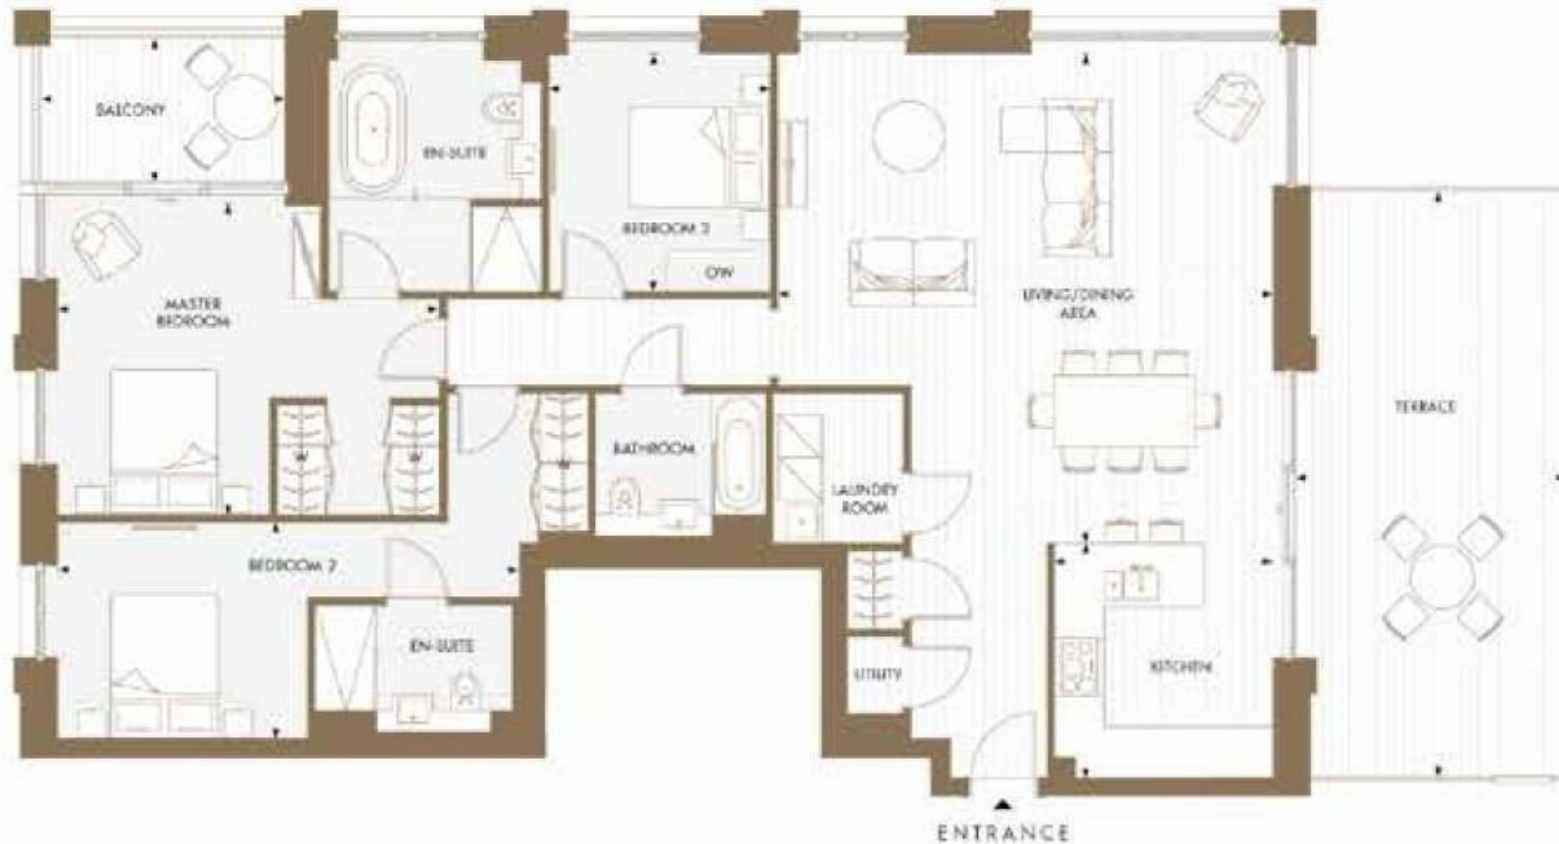 BALCONY
EN-SUITE
BEDROOM 3
OW
MASTER
BEDROOM
LIVING/DINING
AREA
TERRACE
W
W
W
BATHROOM
LAUNDRY
ROOM
BEDROOM 2
EN-SUITE
UTILITY
KITCHEN
ENTRANCE